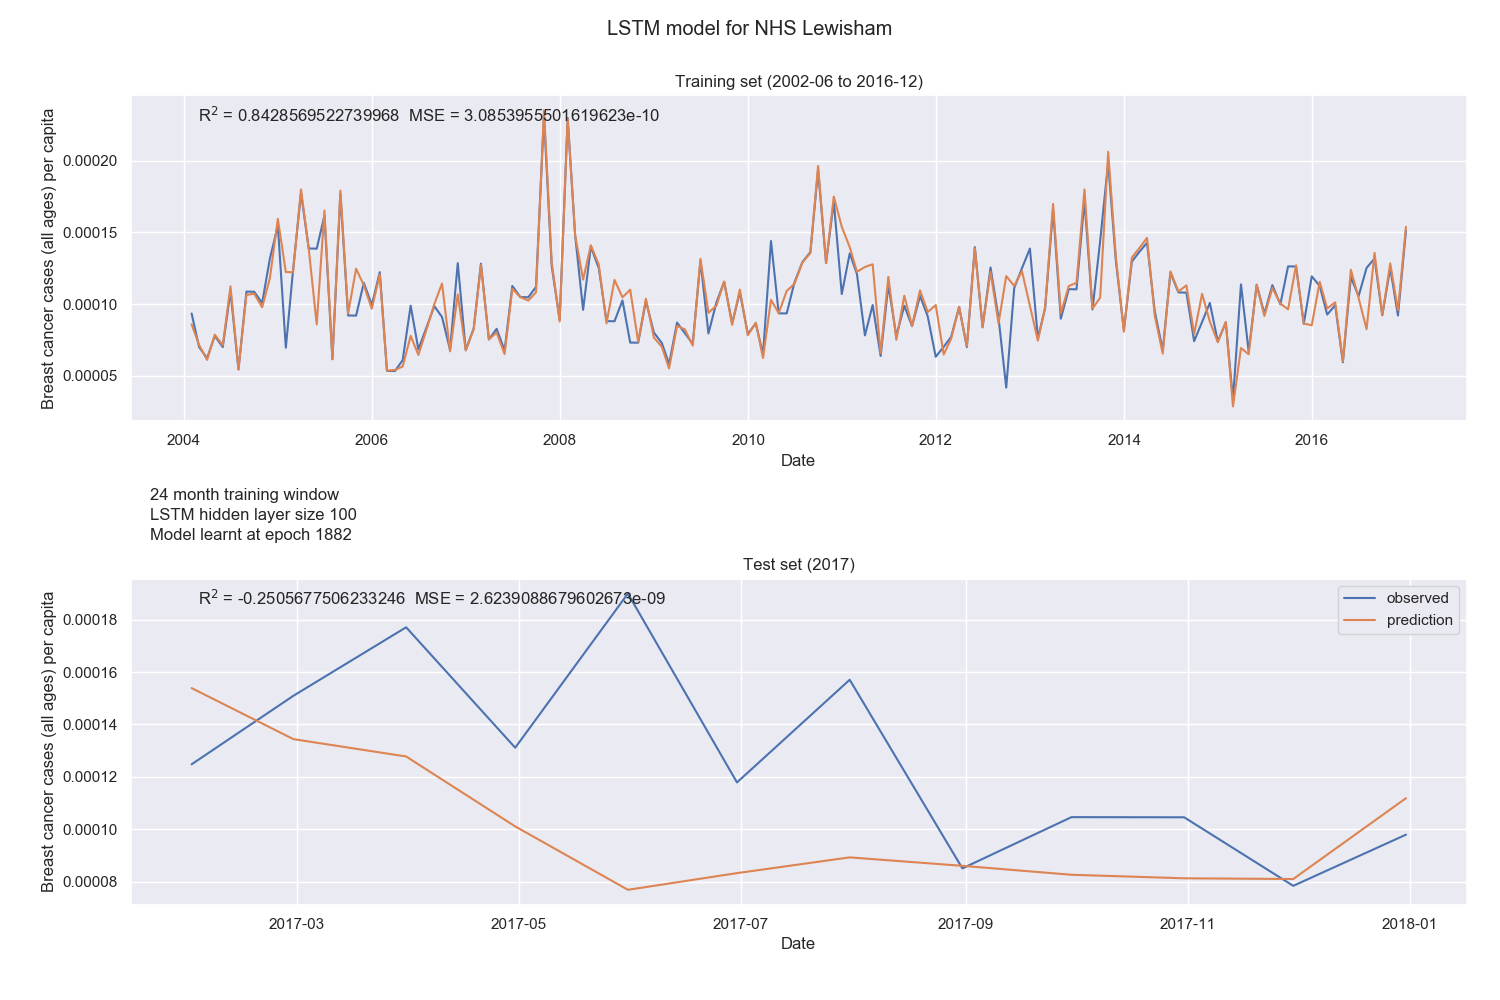 LSTM model for NHS Lewisham
Training set (2002-06 to 2016-12)
R² = 0.8428569522739968 MSE = 3.0853955501619623e-10
Breast cancer cases (all ages) per capita
0.00020
0.00015
0.00010
0.00005
2004 2006 2008 2010 2012 2014 2016
Date
24 month training window
LSTM hidden layer size 100
Model learnt at epoch 1882
Test set (2017)
R² = -0.2505677506233246 MSE = 2.6239088679602673e-09
observed
prediction
Breast cancer cases (all ages) per capita
0.00018
0.00016
0.00014
0.00012
0.00010
0.00008
2017-03 2017-05 2017-07 2017-09 2017-11 2018-01
Date